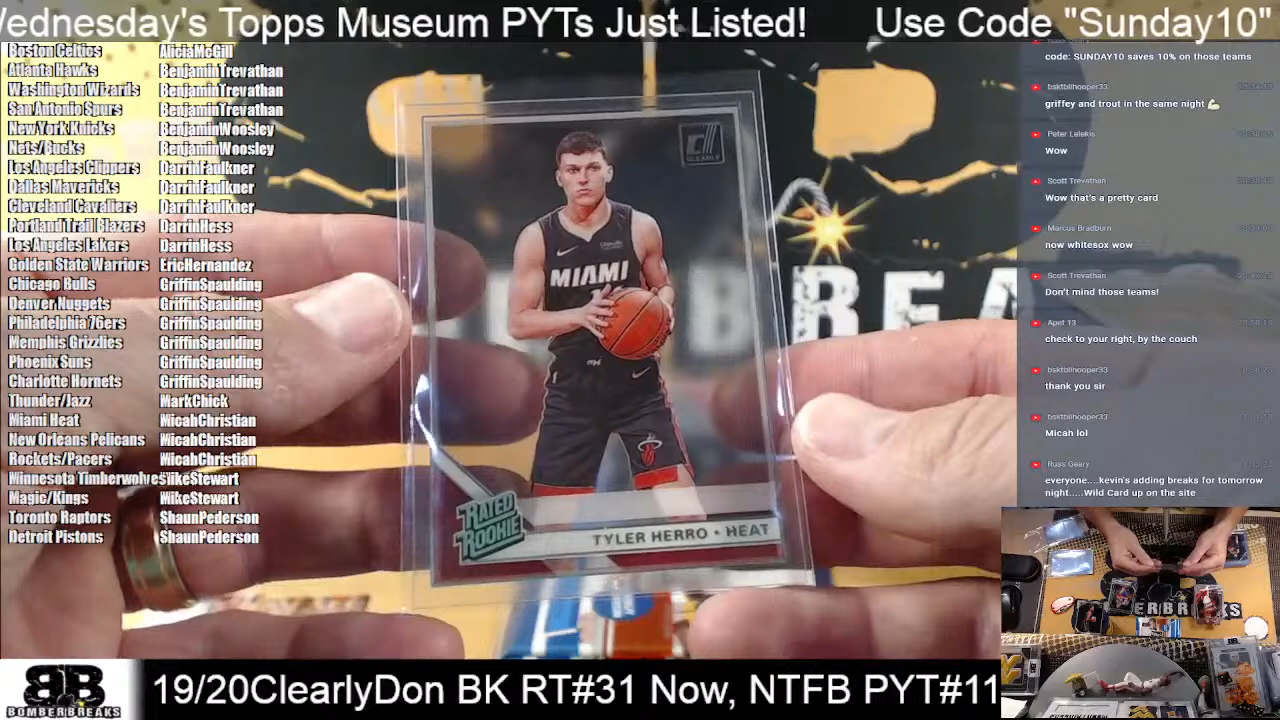 Wednesday's Topps Museum PYTs Just Listed! Use Code "Sunday10"
Boston Celtics AliciaMcGill
Atlanta Hawks BenjaminTrevathan
Washington Wizards BenjaminTrevathan
San Antonio Spurs BenjaminTrevathan
New York Knicks BenjaminWoosley
Nets/Bucks BenjaminWoosley
Los Angeles Clippers DarrinFaulkner
Dallas Mavericks DarrinFaulkner
Cleveland Cavaliers DarrinFaulkner
Portland Trail Blazers DarrinHess
Los Angeles Lakers DarrinHess
Golden State Warriors EricHernandez
Chicago Bulls GriffinSpaulding
Denver Nuggets GriffinSpaulding
Philadelphia 76ers GriffinSpaulding
Memphis Grizzlies GriffinSpaulding
Phoenix Suns GriffinSpaulding
Charlotte Hornets GriffinSpaulding
Thunder/Jazz MarkChick
Miami Heat MicahChristian
New Orleans Pelicans MicahChristian
Rockets/Pacers MicahChristian
Minnesota Timberwolves MikeStewart
Magic/Kings MikeStewart
Toronto Raptors ShaunPederson
Detroit Pistons ShaunPederson
CLEARLY
MIAMI
RATED
ROOKIE
TYLER HERRO • HEAT
BREA
code: SUNDAY10 saves 10% on those teams
bsktbllhooper33
griffey and trout in the same night 💪
Peter Lelekis
Wow
Scott Trevathan
Wow that's a pretty card
Marcus Bradburn
now whitesox wow
Scott Trevathan
Don't mind those teams!
Apet 13
check to your right, by the couch
bsktbllhooper33
thank you sir
bsktbllhooper33
Micah lol
Russ Geary
everyone....kevin's adding breaks for tomorrow
night.....Wild Card up on the site
BOMBERBREAKS
19/20ClearlyDon BK RT#31 Now, NTFB PYT#11